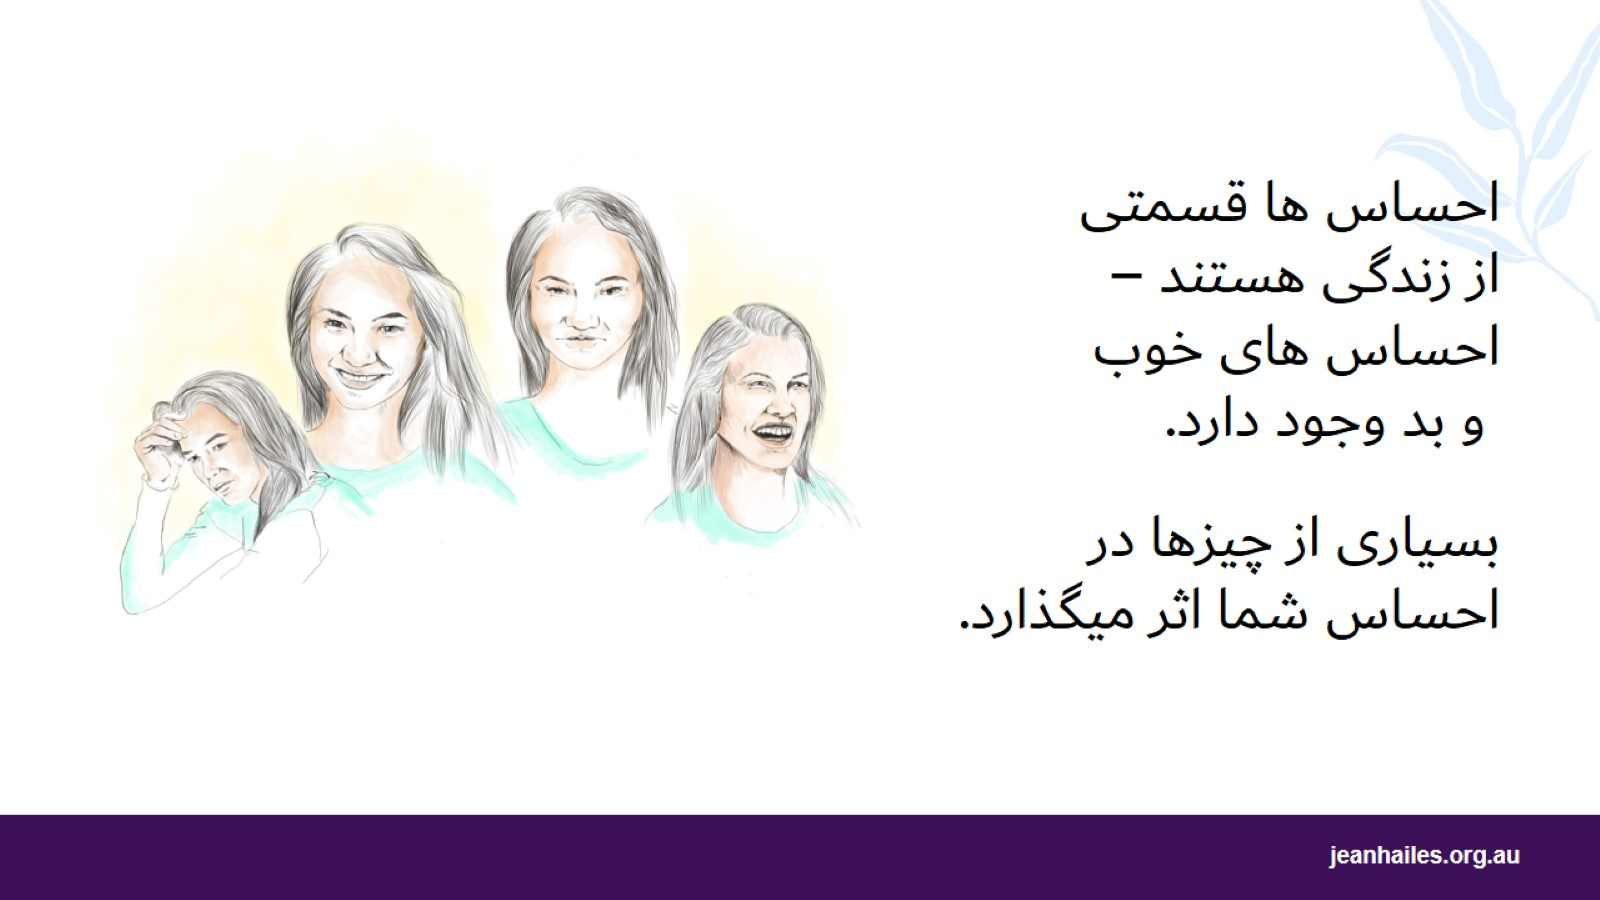 احساس ها قسمتی
از زندگی هستند –
احساس های خوب
و بد وجود دارد.
بسیاری از چیزها در
احساس شما اثر میگذارد.
jeanhailes.org.au